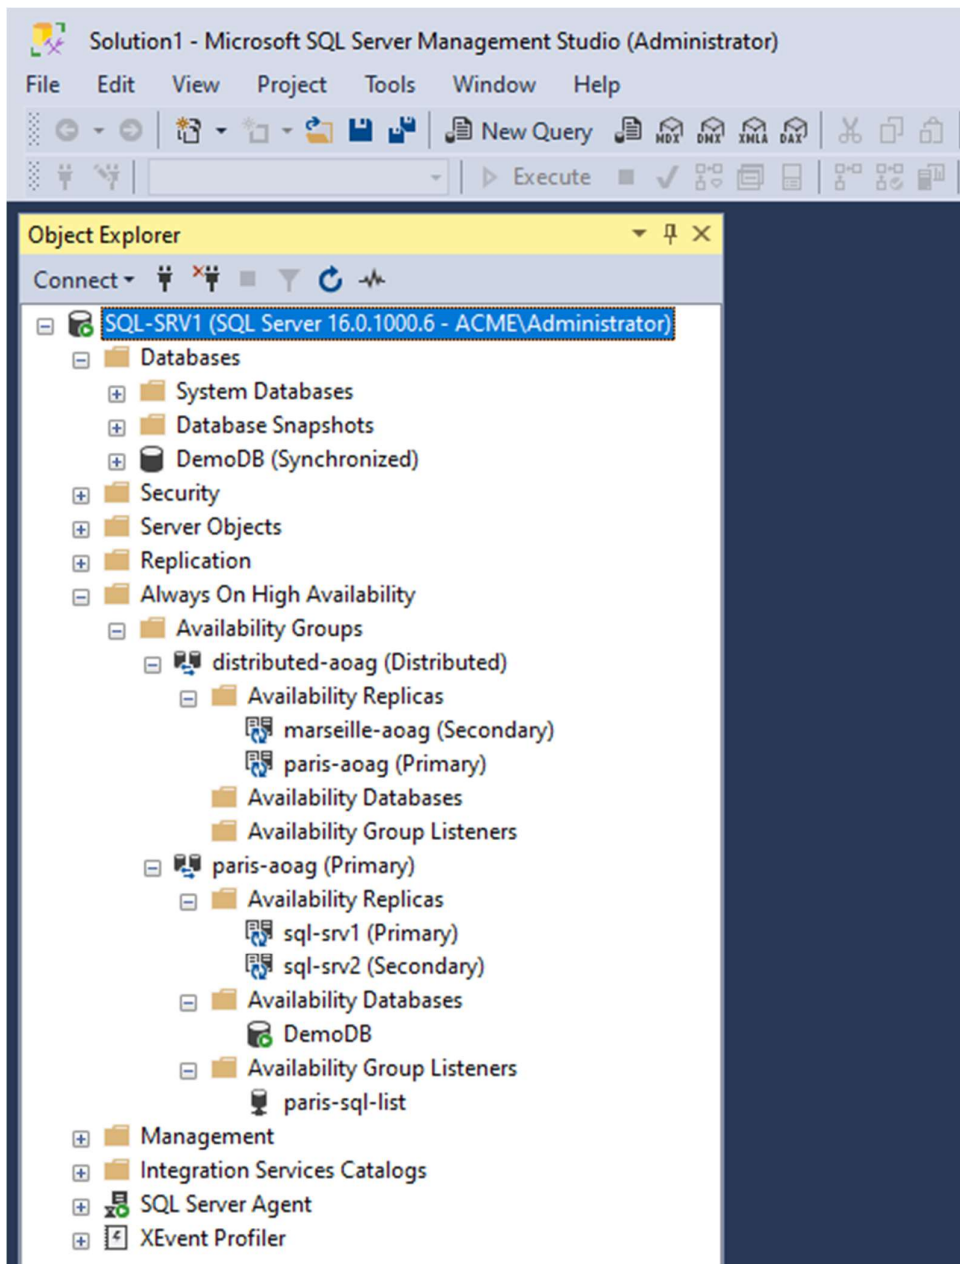 Solution1 - Microsoft SQL Server Management Studio (Administrator)
File Edit View Project Tools Window Help
New Query MDX DMX XMLA DAX
Execute
Object Explorer
Connect
SQL-SRV1 (SQL Server 16.0.1000.6 - ACME\Administrator)
Databases
System Databases
Database Snapshots
DemoDB (Synchronized)
Security
Server Objects
Replication
Always On High Availability
Availability Groups
distributed-aoag (Distributed)
Availability Replicas
marseille-aoag (Secondary)
paris-aoag (Primary)
Availability Databases
Availability Group Listeners
paris-aoag (Primary)
Availability Replicas
sql-srv1 (Primary)
sql-srv2 (Secondary)
Availability Databases
DemoDB
Availability Group Listeners
paris-sql-list
Management
Integration Services Catalogs
SQL Server Agent
XEvent Profiler